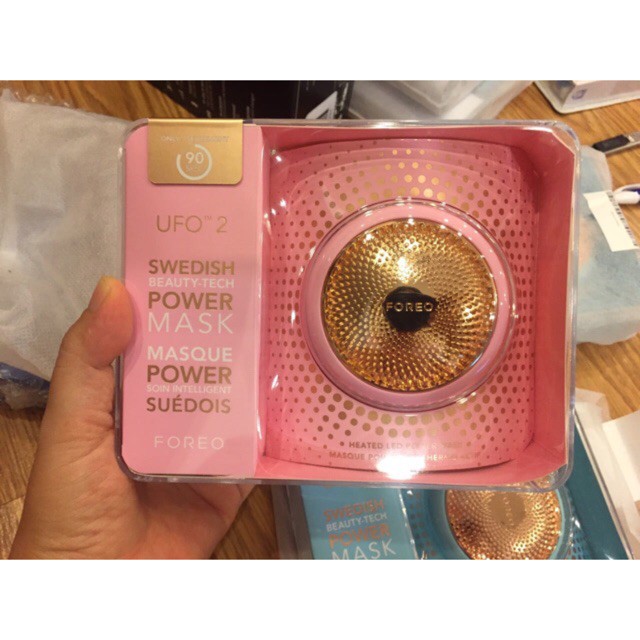 90
UFO™ 2
SWEDISH
BEAUTY-TECH
POWER
MASK
MASQUE
POWER
SOIN INTELLIGENT
SUÉDOIS
FOREO
FOREO
HEATED LED
MASQUE
SWEDISH
BEAUTY-TECH
POWER
MASK